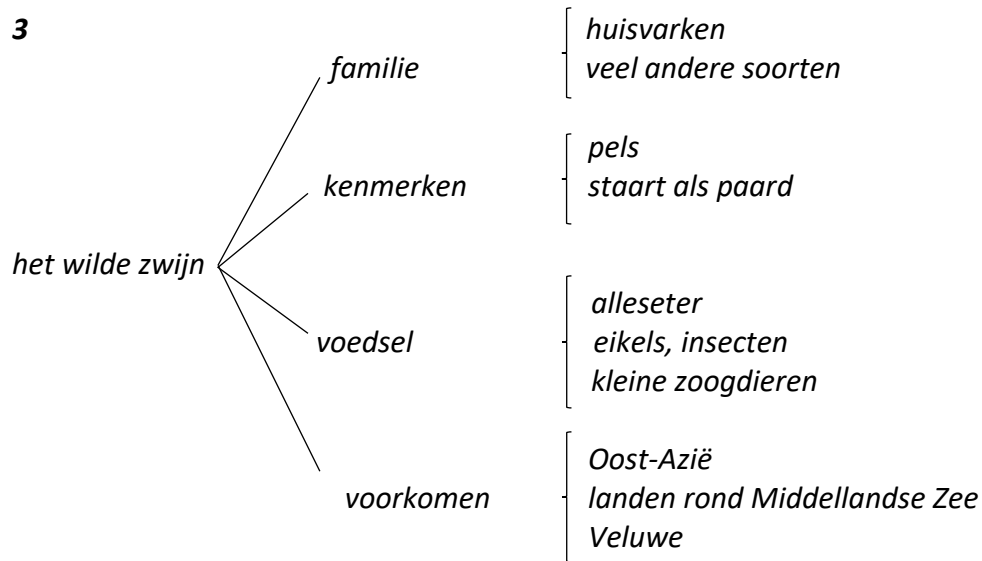 3
familie
huisvarken
veel andere soorten
kenmerken
pels
staart als paard
het wilde zwijn
voedsel
alleseter
eikels, insecten
kleine zoogdieren
voorkomen
Oost-Azië
landen rond Middellandse Zee
Veluwe